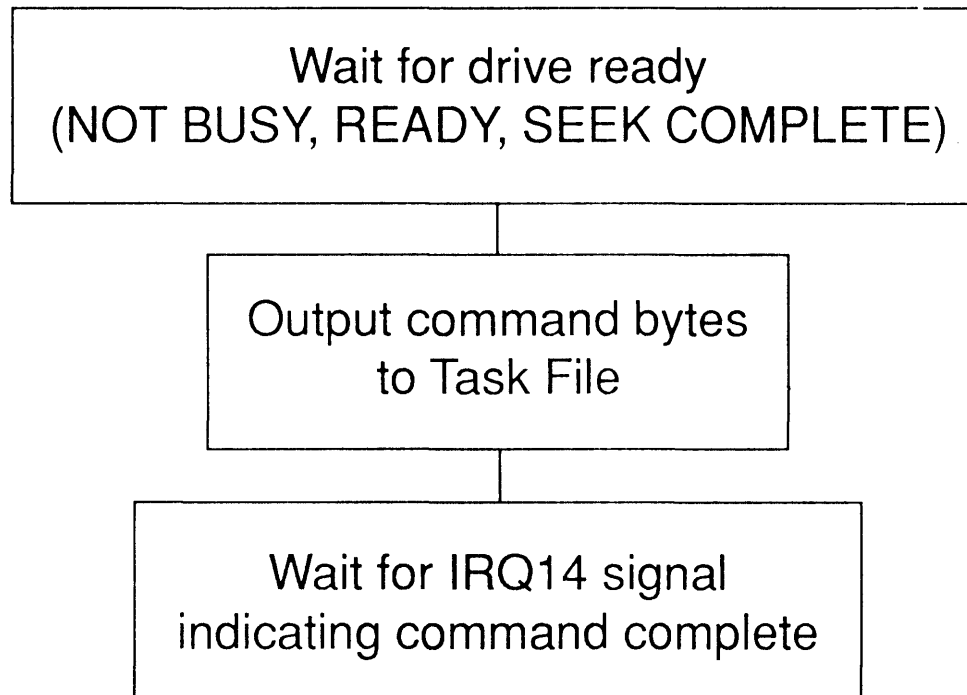 Wait for drive ready
(NOT BUSY, READY, SEEK COMPLETE)
Output command bytes
to Task File
Wait for IRQ14 signal
indicating command complete